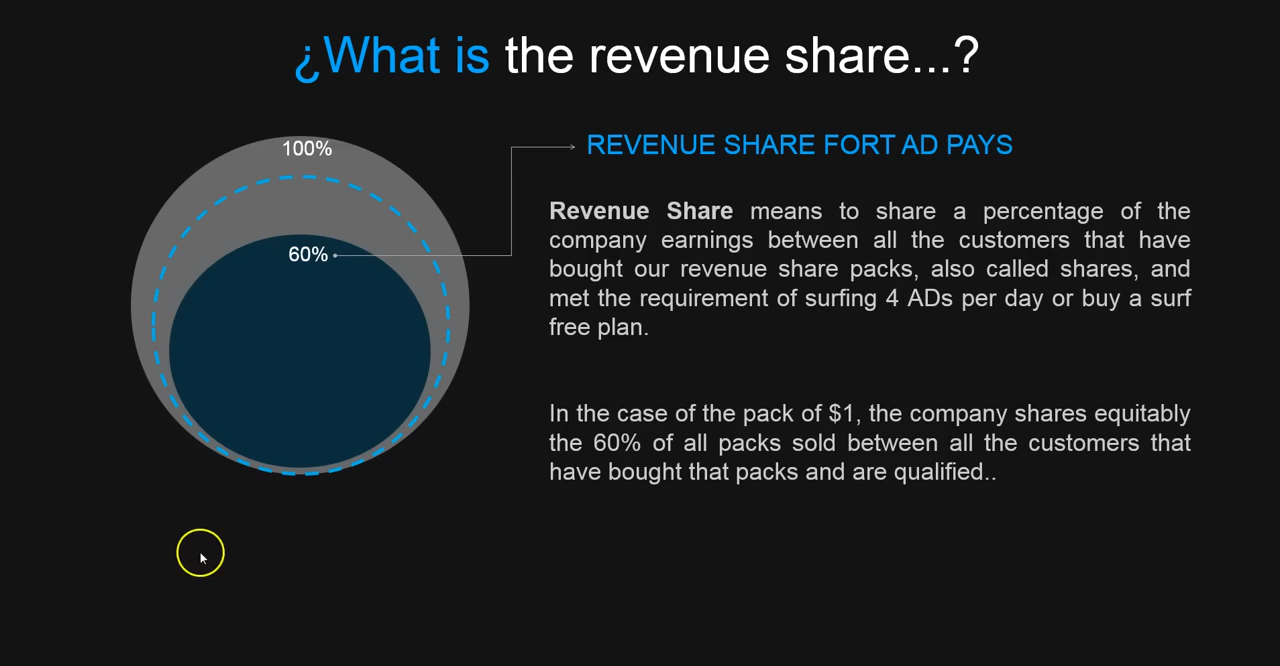 ¿What is the revenue share...?
100%
60%
REVENUE SHARE FORT AD PAYS
Revenue Share means to share a percentage of the
company earnings between all the customers that have
bought our revenue share packs, also called shares, and
met the requirement of surfing 4 ADs per day or buy a surf
free plan.
In the case of the pack of $1, the company shares equitably
the 60% of all packs sold between all the customers that
have bought that packs and are qualified..